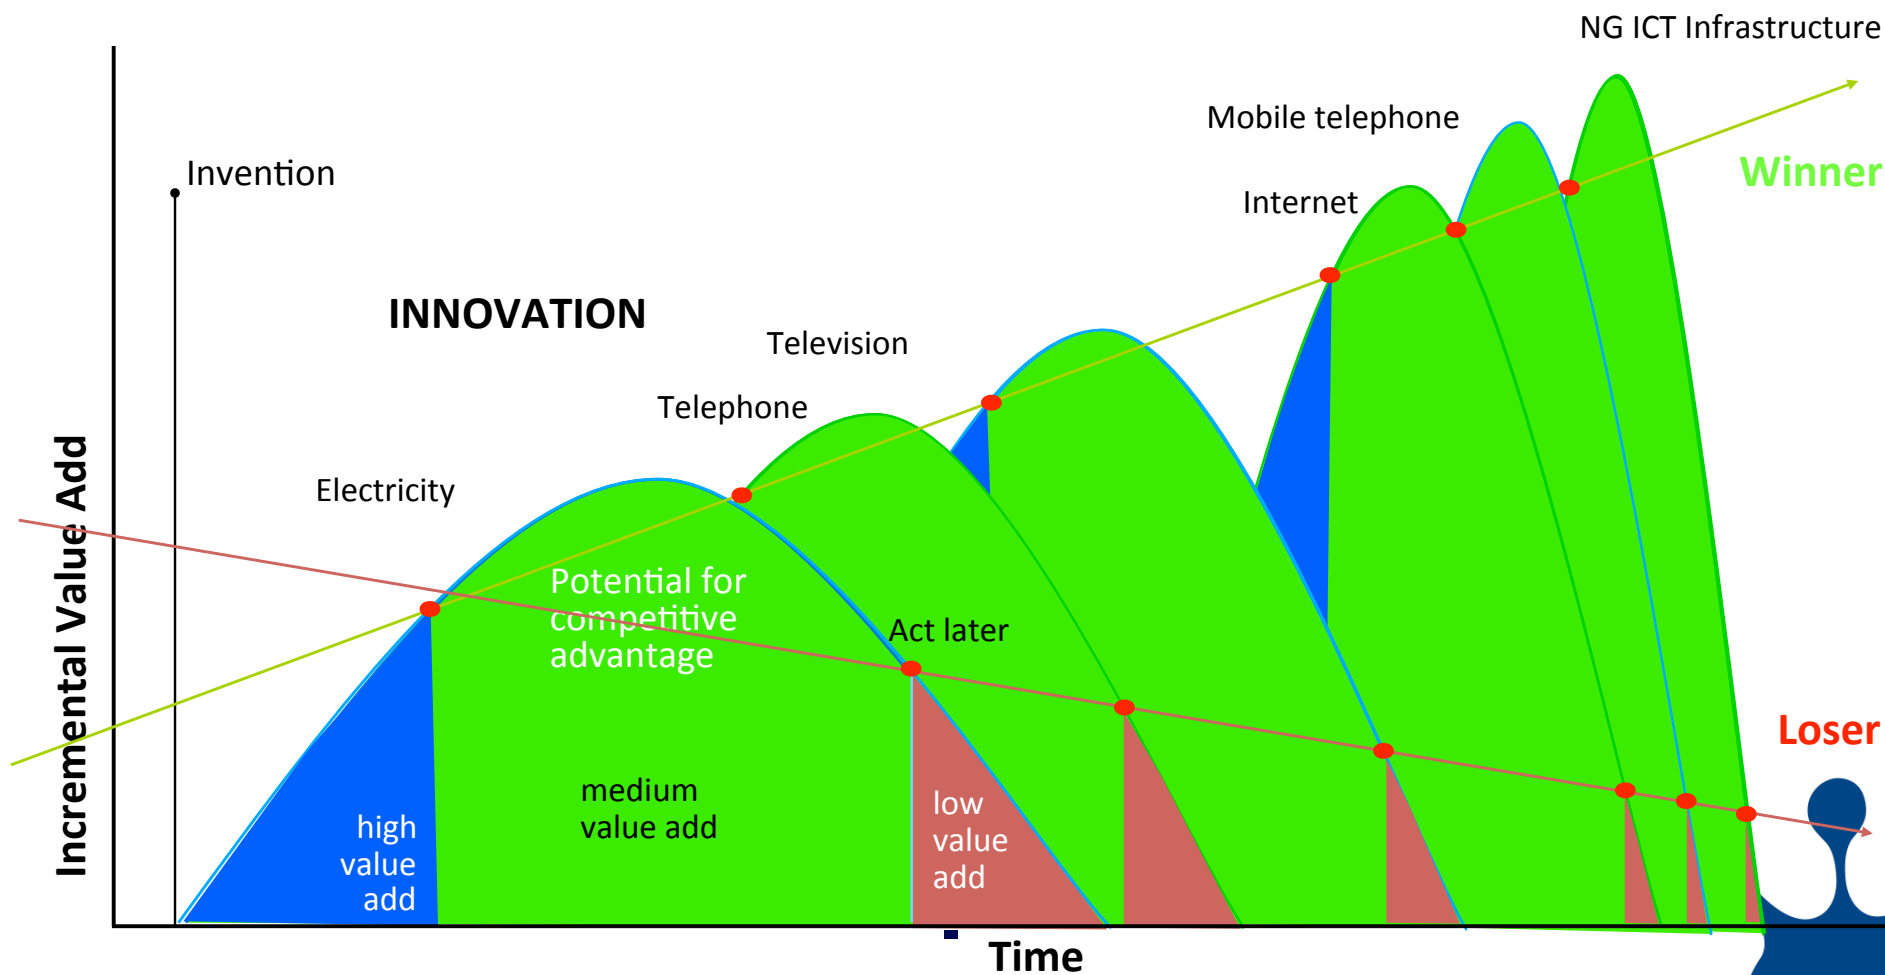 NG ICT Infrastructure
Mobile telephone
Invention
Winner
Internet
INNOVATION
Television
Telephone
Electricity
Incremental Value Add
Potential for
competitive
advantage
Act later
Loser
medium
value add
high
value
add
low
value
add
Time